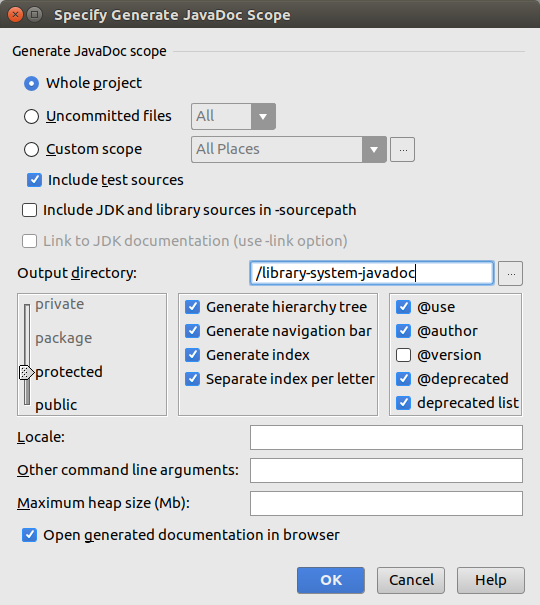 Specify Generate JavaDoc Scope
Generate JavaDoc scope
Whole project
Uncommitted files All
Custom scope All Places ...
Include test sources
Include JDK and library sources in -sourcepath
Link to JDK documentation (use -link option)
Output directory: /library-system-javadoc ...
private
package
protected
public
Generate hierarchy tree
Generate navigation bar
Generate index
Separate index per letter
@use
@author
@version
@deprecated
deprecated list
Locale:
Other command line arguments:
Maximum heap size (Mb):
Open generated documentation in browser
OK Cancel Help